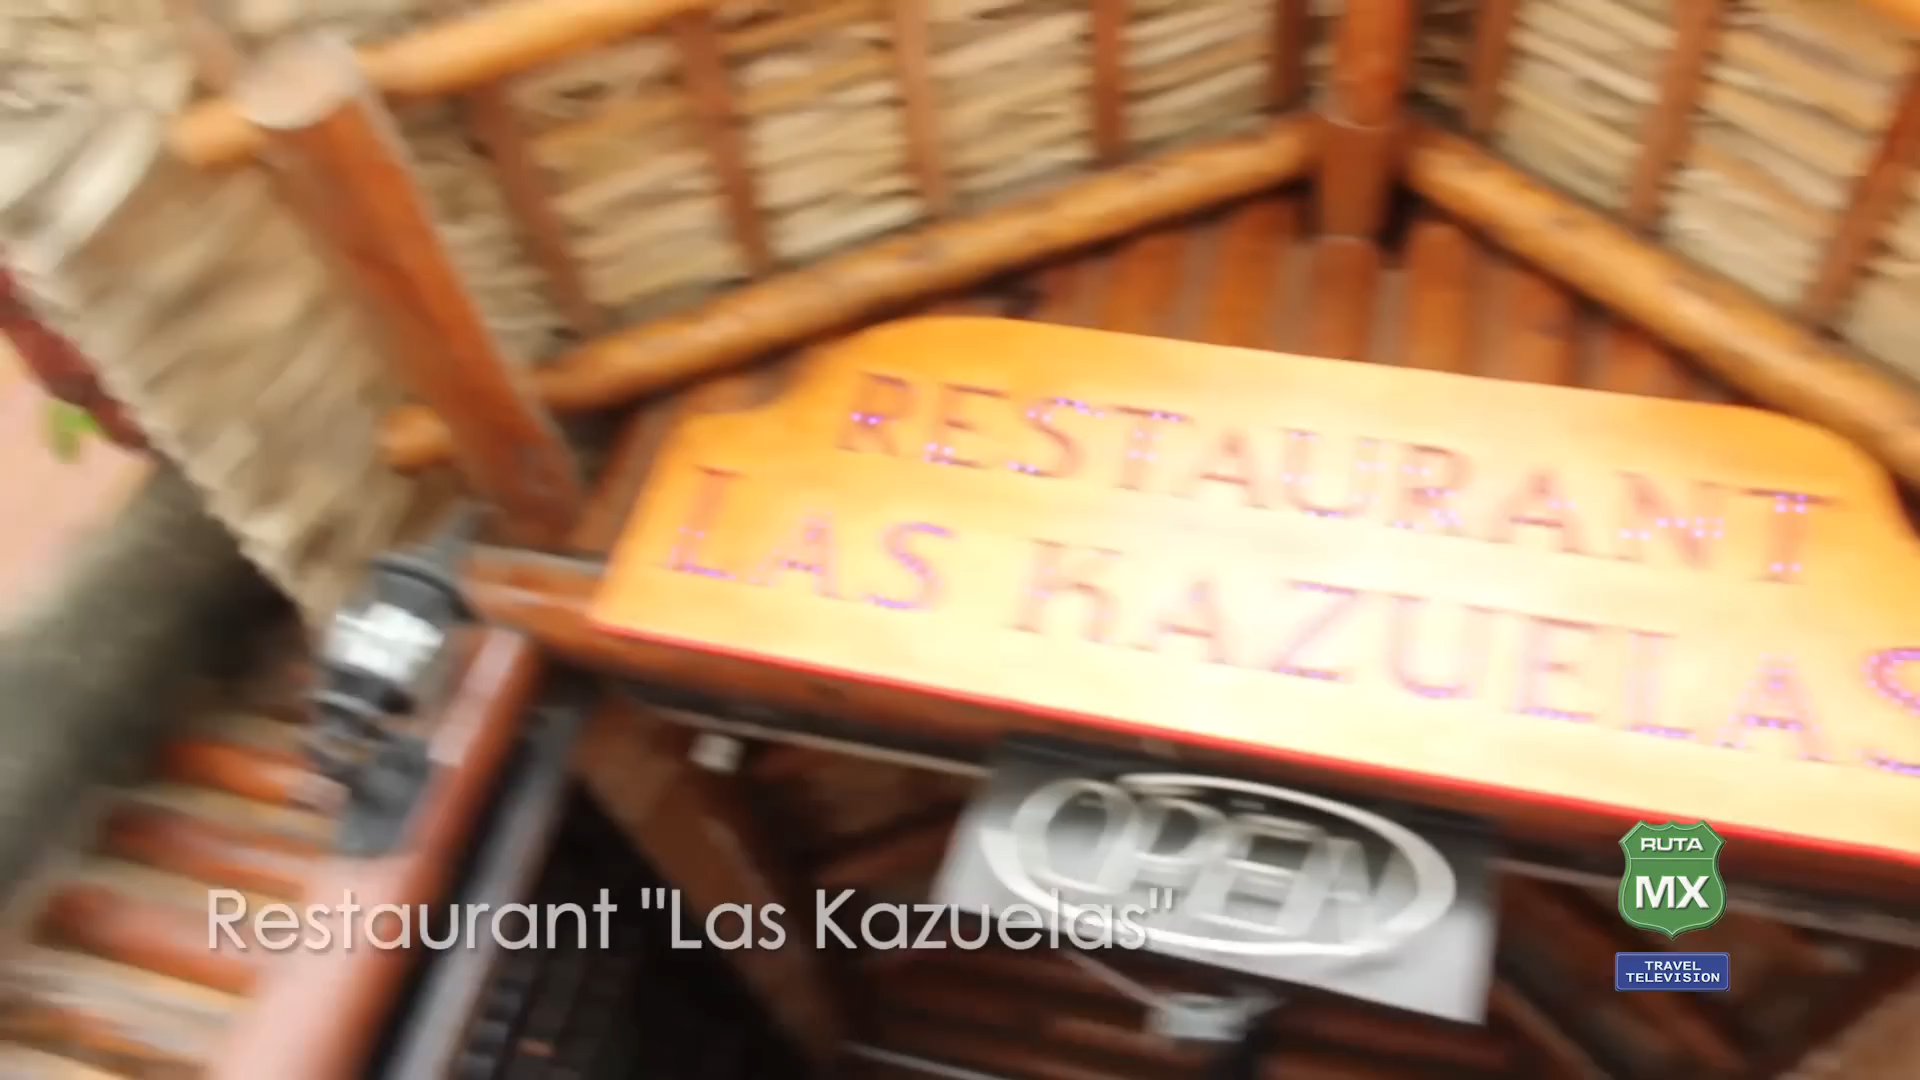 RESTAURANT
LAS KAZUELAS
OPEN
Restaurant "Las Kazuelas"
RUTA
MX
TRAVEL
TELEVISION